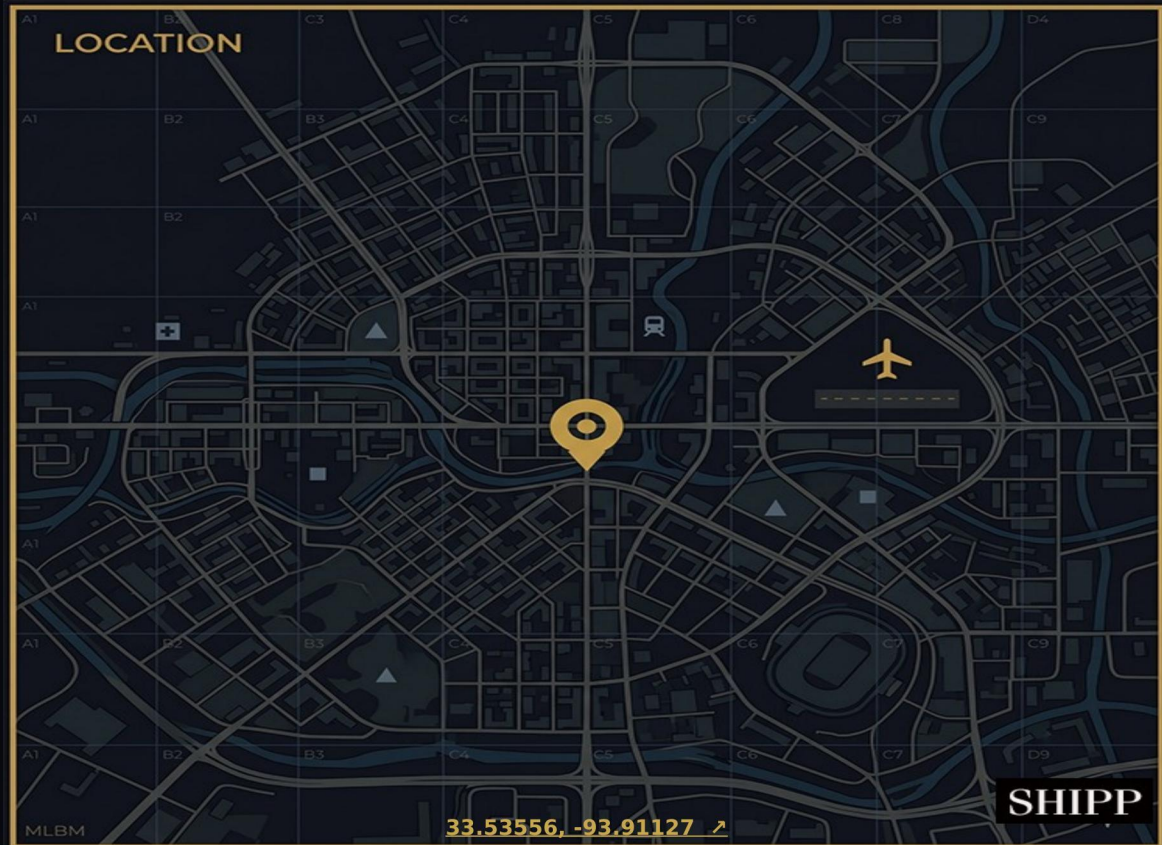 A1 B2 C3 C4 C5 C6 C8 D4
LOCATION
A1 B2 B3 C4 C5 C6 C7 C9
A1 B2
A1
A1
A1 B2 B3 C4 C5 C6 C7 C9
A1 B2 B3 C4 C5 C6 C7 D9
SHIPP
MLBM
33.53556, -93.91127 ↗